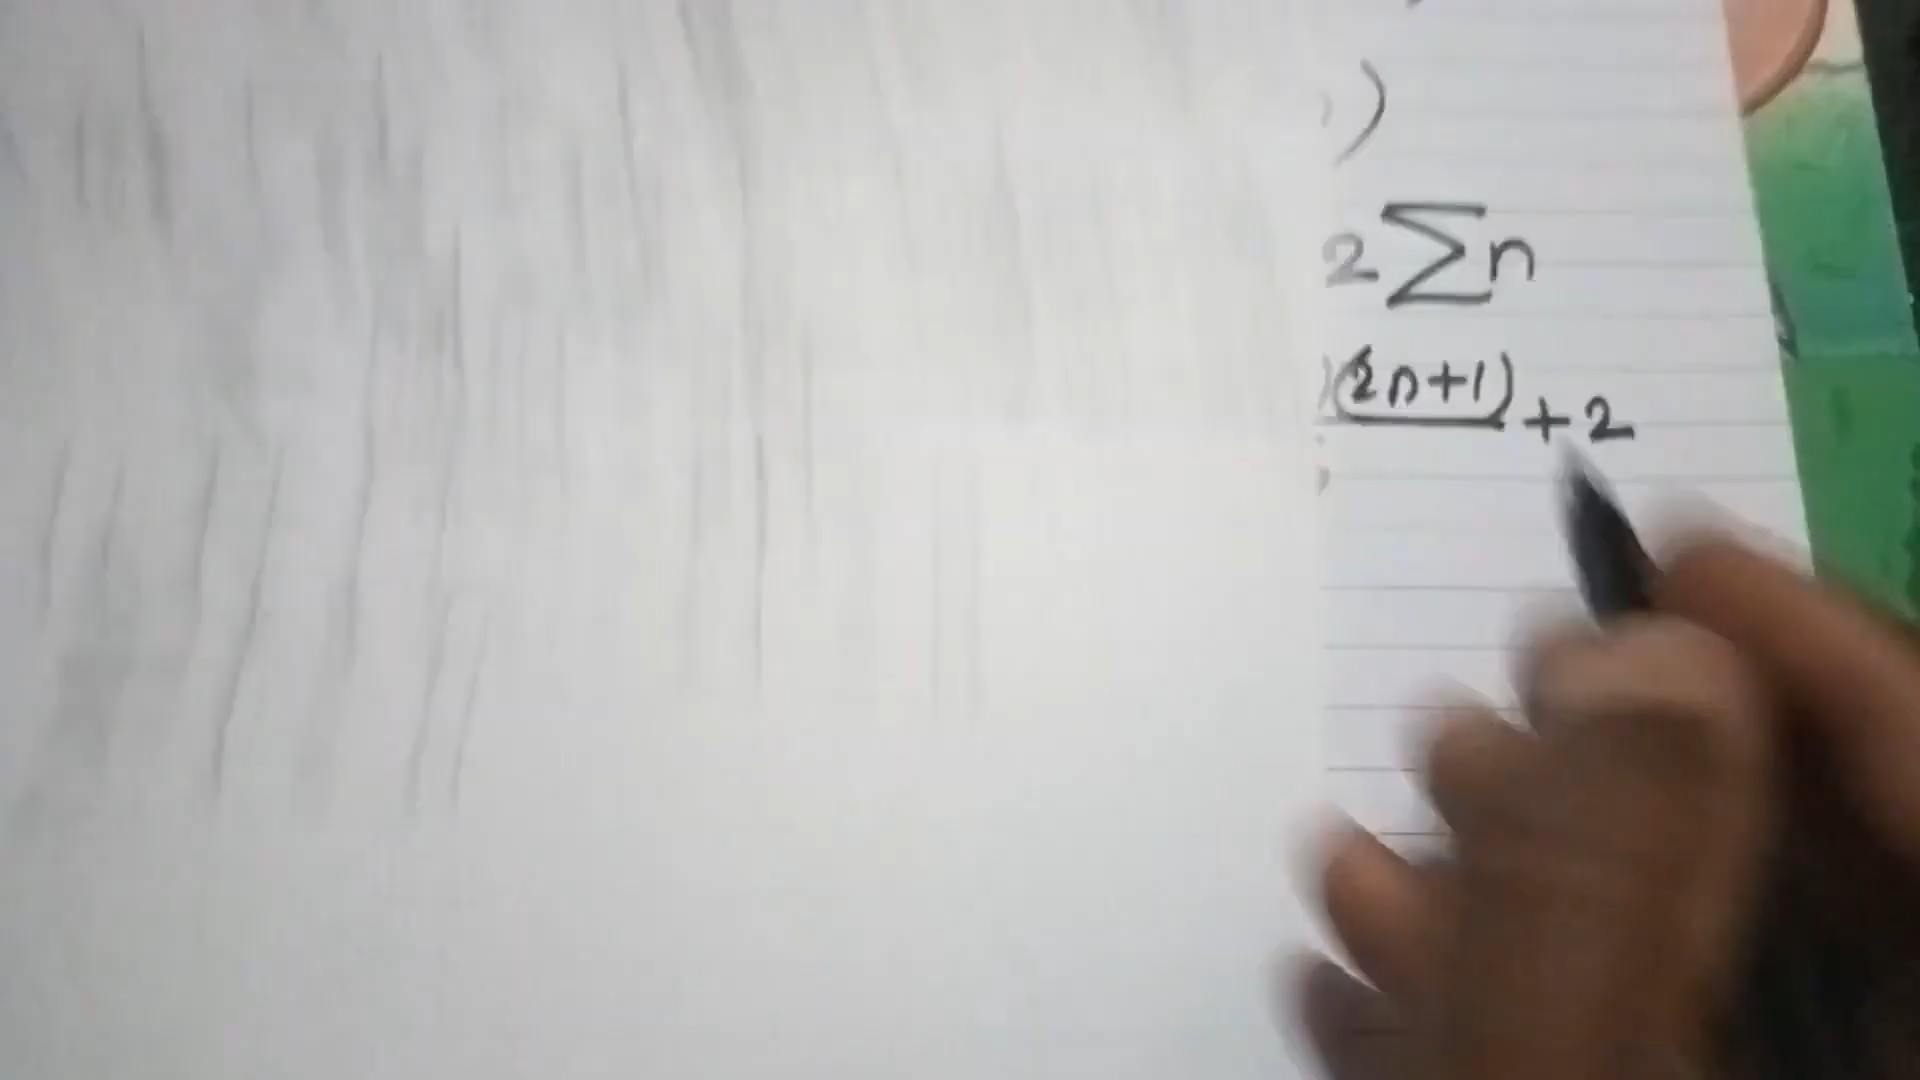 )
2∑n
)(2n+1) + 2